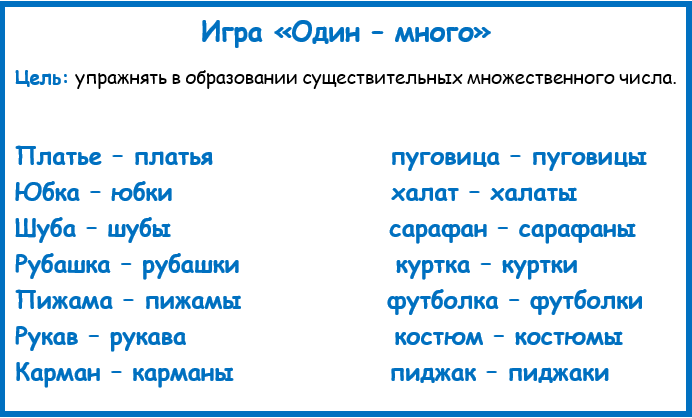 Игра «Один – много»
Цель: упражнять в образовании существительных множественного числа.
Платье – платья пуговица – пуговицы
Юбка – юбки халат – халаты
Шуба – шубы сарафан – сарафаны
Рубашка – рубашки куртка – куртки
Пижама – пижамы футболка – футболки
Рукав – рукава костюм – костюмы
Карман – карманы пиджак – пиджаки